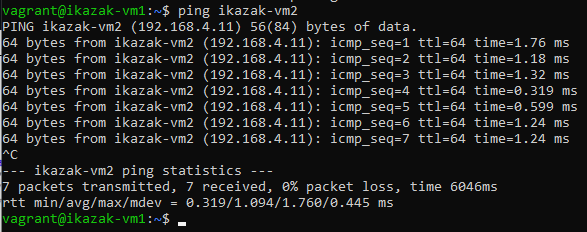 vagrant@ikazak-vm1:~$ ping ikazak-vm2
PING ikazak-vm2 (192.168.4.11) 56(84) bytes of data.
64 bytes from ikazak-vm2 (192.168.4.11): icmp_seq=1 ttl=64 time=1.76 ms
64 bytes from ikazak-vm2 (192.168.4.11): icmp_seq=2 ttl=64 time=1.18 ms
64 bytes from ikazak-vm2 (192.168.4.11): icmp_seq=3 ttl=64 time=1.32 ms
64 bytes from ikazak-vm2 (192.168.4.11): icmp_seq=4 ttl=64 time=0.319 ms
64 bytes from ikazak-vm2 (192.168.4.11): icmp_seq=5 ttl=64 time=0.599 ms
64 bytes from ikazak-vm2 (192.168.4.11): icmp_seq=6 ttl=64 time=1.24 ms
64 bytes from ikazak-vm2 (192.168.4.11): icmp_seq=7 ttl=64 time=1.24 ms
^C
--- ikazak-vm2 ping statistics ---
7 packets transmitted, 7 received, 0% packet loss, time 6046ms
rtt min/avg/max/mdev = 0.319/1.094/1.760/0.445 ms
vagrant@ikazak-vm1:~$